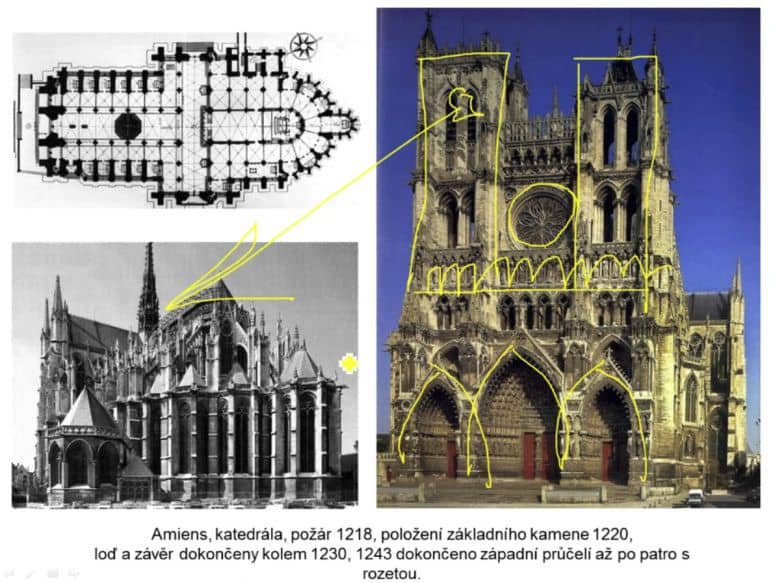 Amiens, katedrála, požár 1218, položení základního kamene 1220,
loď a závěr dokončeny kolem 1230, 1243 dokončeno západní průčelí až po patro s
rozetou.